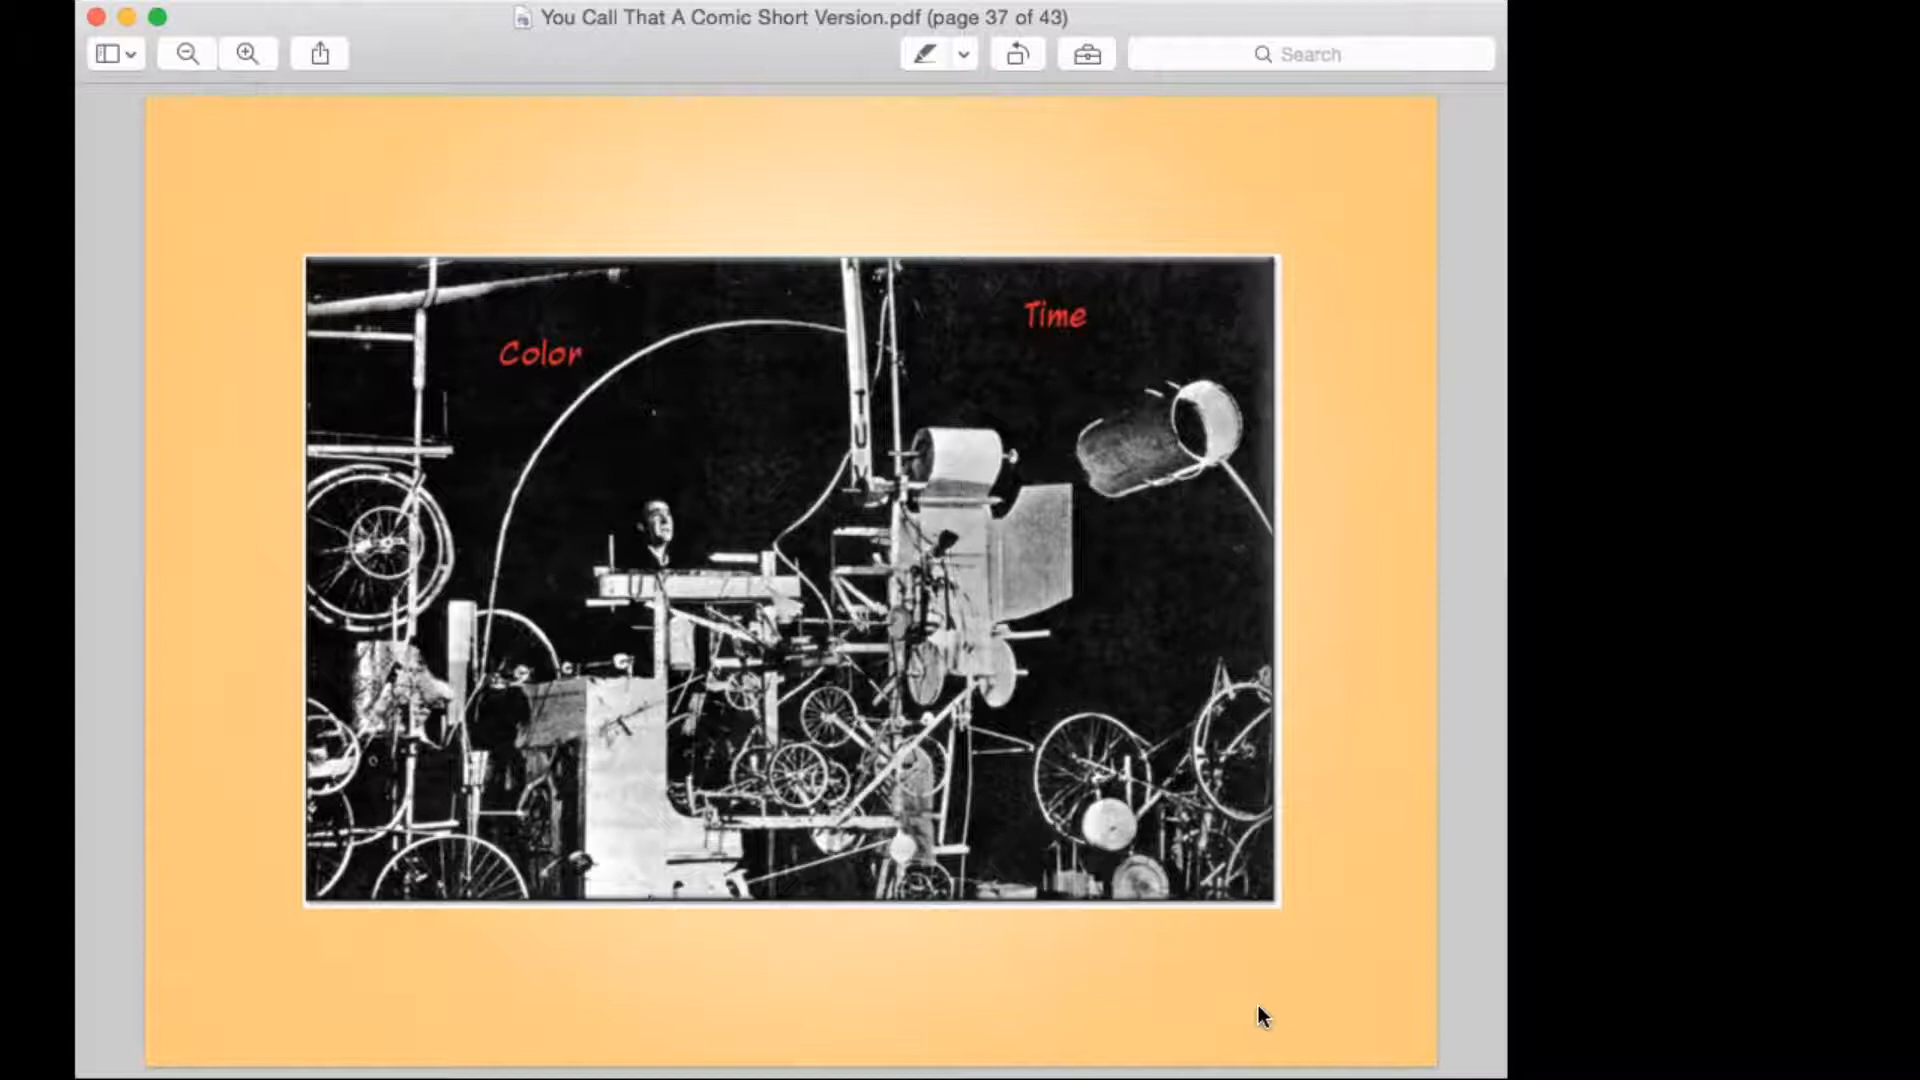 You Call That A Comic Short Version.pdf (page 37 of 43)
Search
Time
Color